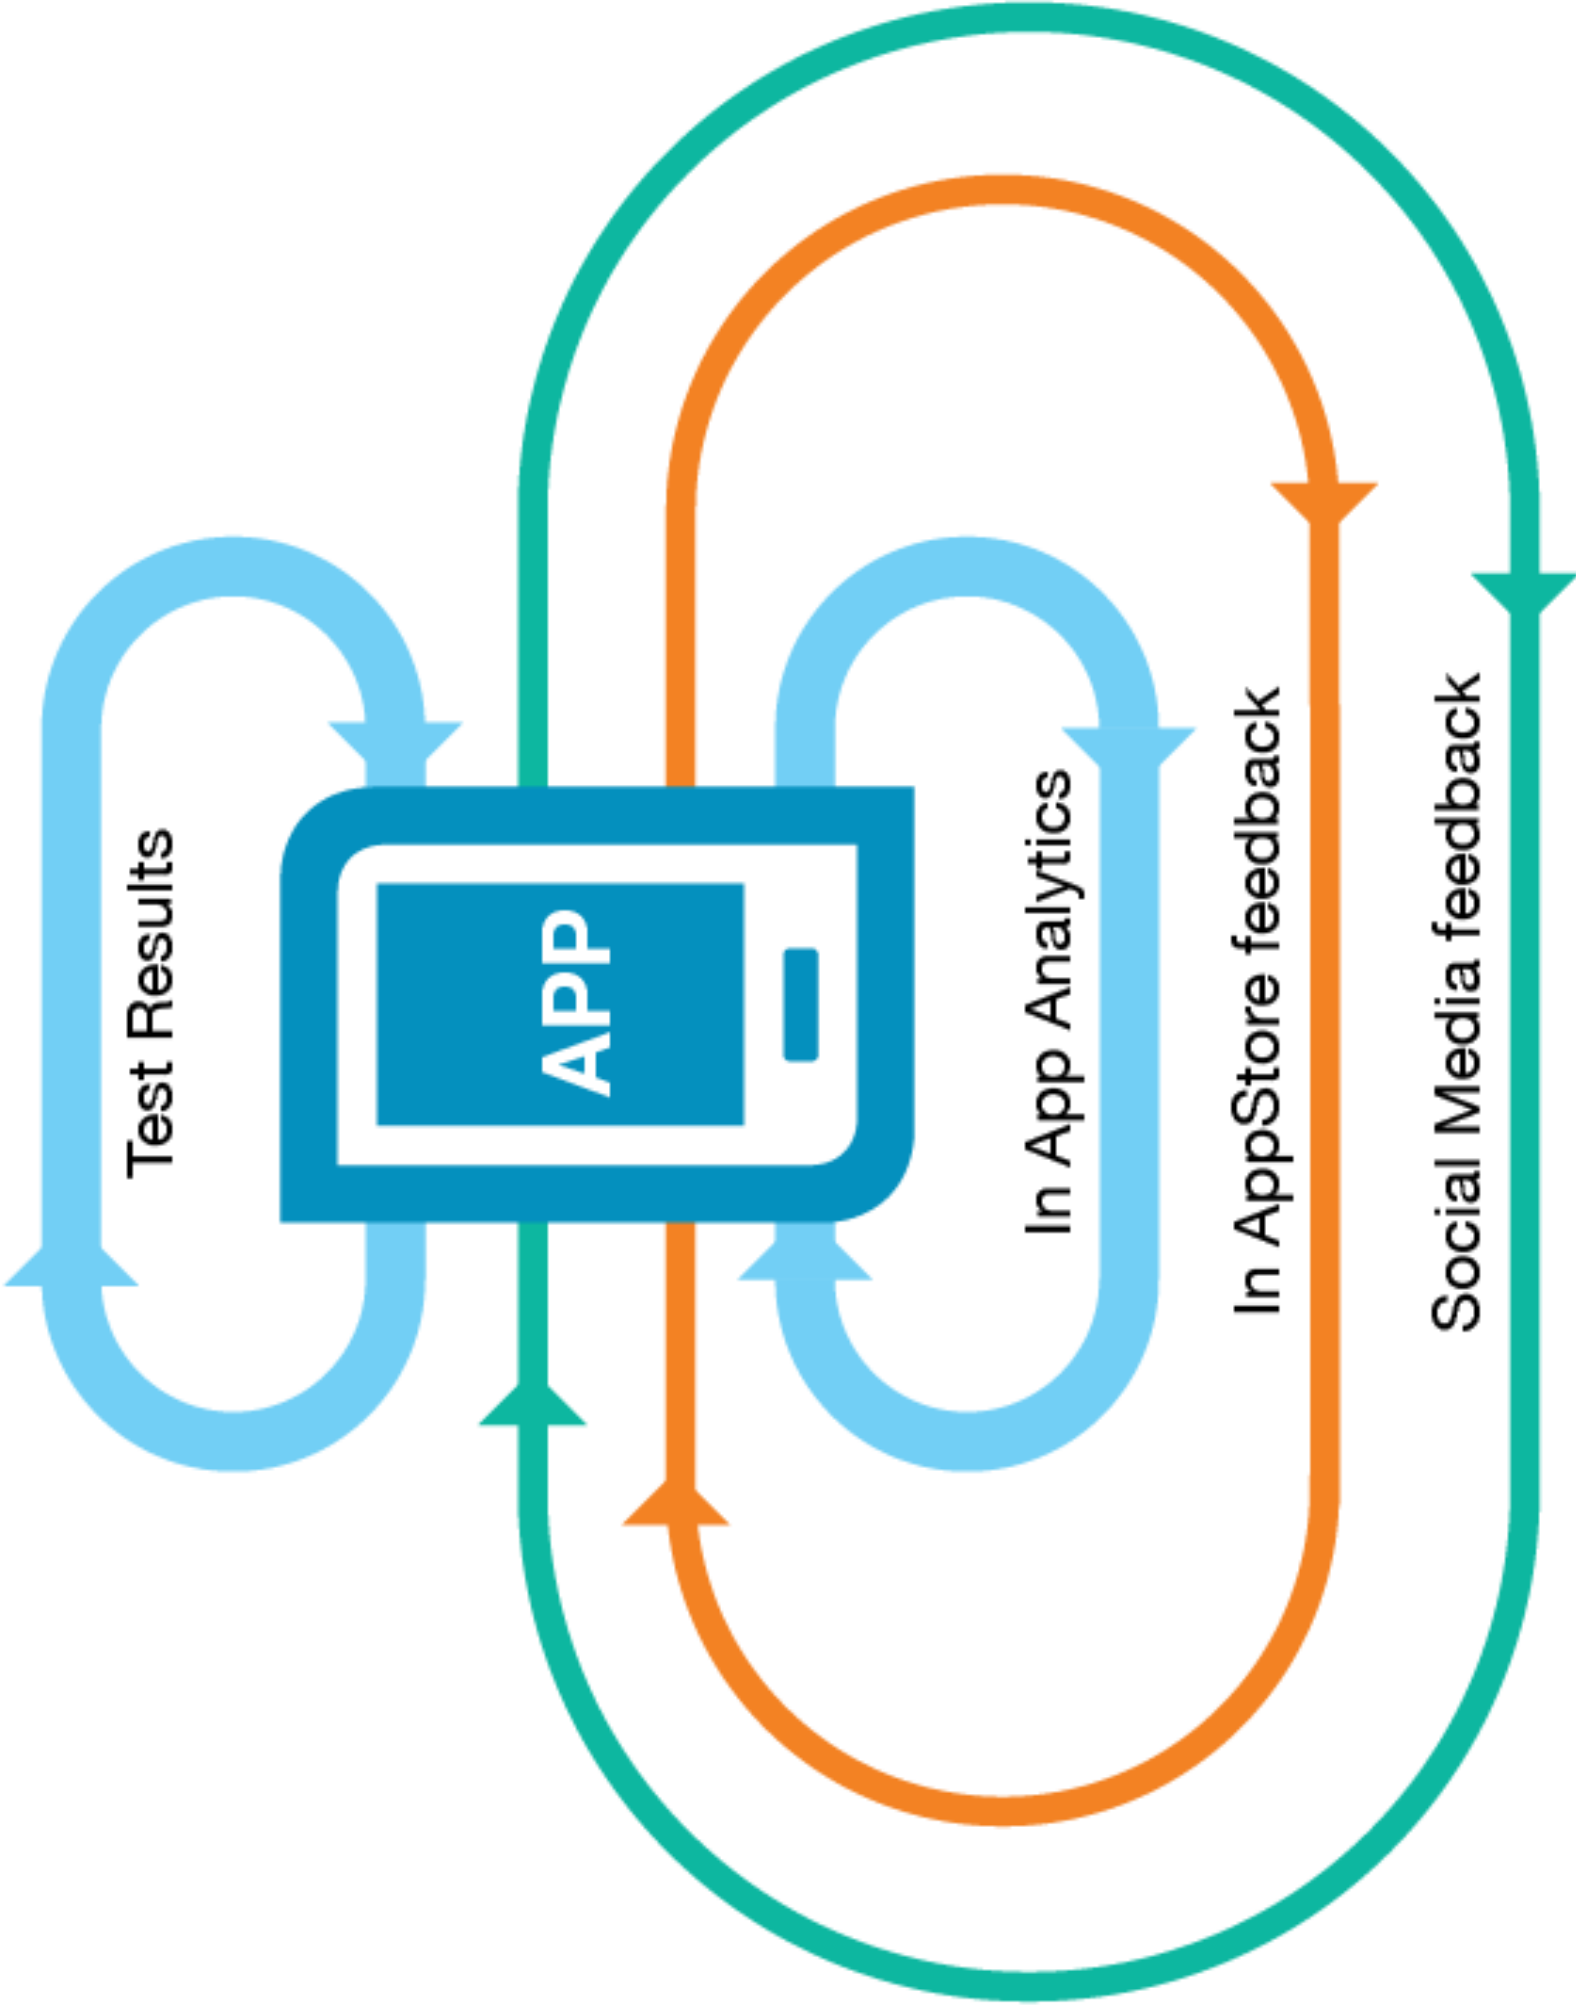 Test Results
APP
In App Analytics
In AppStore feedback
Social Media feedback